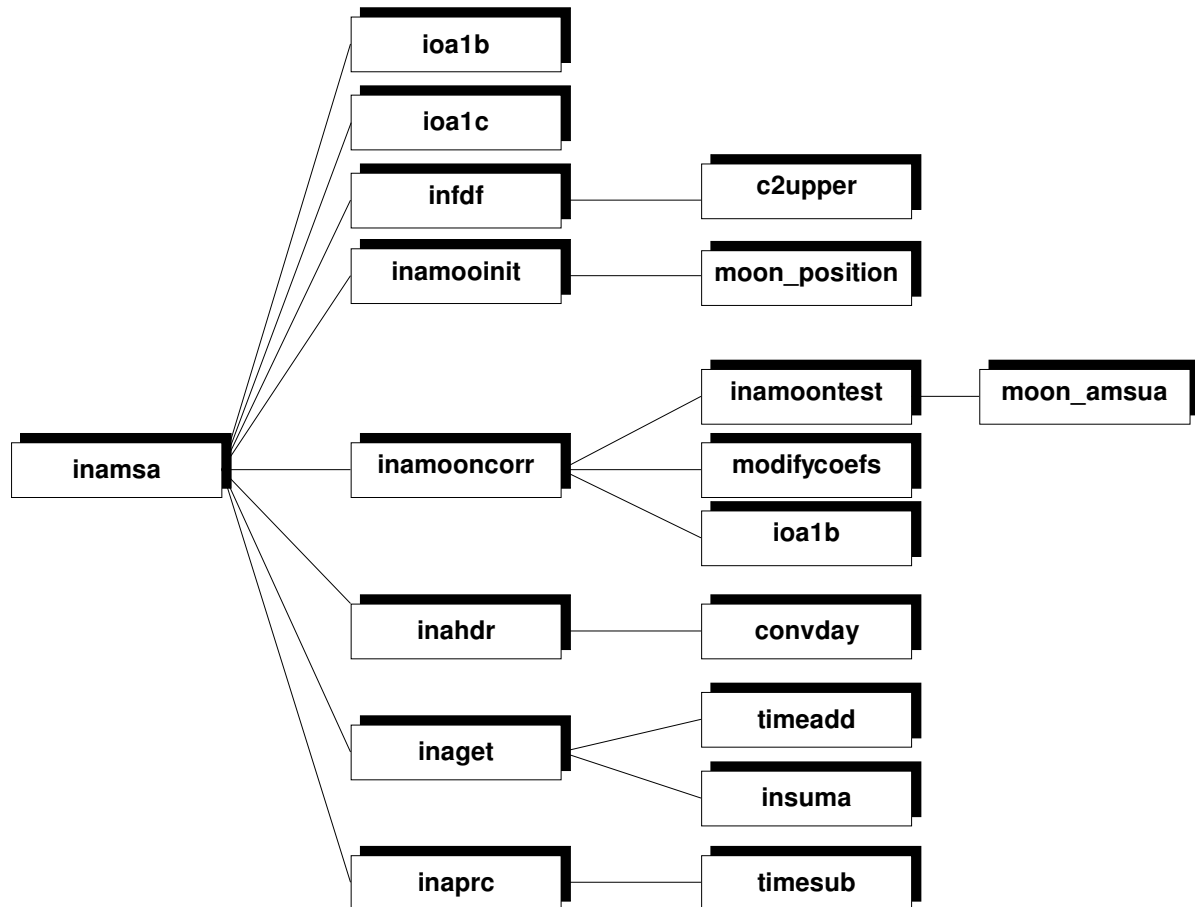 ioa1b
ioa1c
infdf
c2upper
inamooinit
moon_position
inamoontest
moon_amsua
inamsa
inamooncorr
modifycoefs
ioa1b
inahdr
convday
timeadd
inaget
insuma
inaprc
timesub